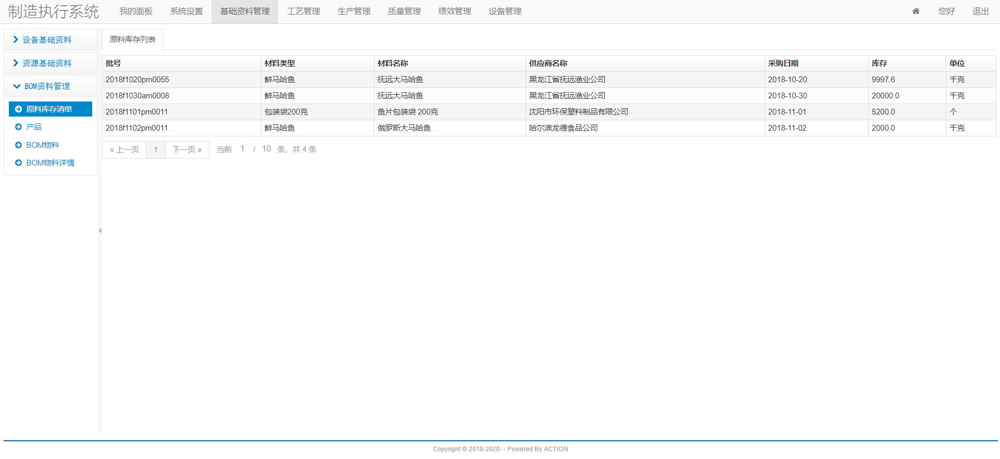 制造执行系统 我的面板 系统设置 基础资料管理 工艺管理 生产管理 质量管理 绩效管理 设备管理 您好 退出
设备基础资料
资源基础资料
BOM资料管理
原料库存清单
产品
BOM物料
BOM物料详情
原料库存列表
批号 材料类型 材料名称 供应商名称 采购日期 库存 单位
2018f1020pm0055 鲜马哈鱼 抚远大马哈鱼 黑龙江省抚远渔业公司 2018-10-20 9997.6 千克
2018f1030am0008 鲜马哈鱼 抚远大马哈鱼 黑龙江省抚远渔业公司 2018-10-30 20000.0 千克
2018f1101pm0011 包装袋200克 鱼片包装袋 200克 沈阳市环保塑料制品有限公司 2018-11-01 5200.0 个
2018f1102pm0011 鲜马哈鱼 俄罗斯大马哈鱼 哈尔滨龙德食品公司 2018-11-02 2000.0 千克
« 上一页 1 下一页 » 当前 1 / 10 条，共 4 条
Copyright © 2018-2020- - Powered By ACTION